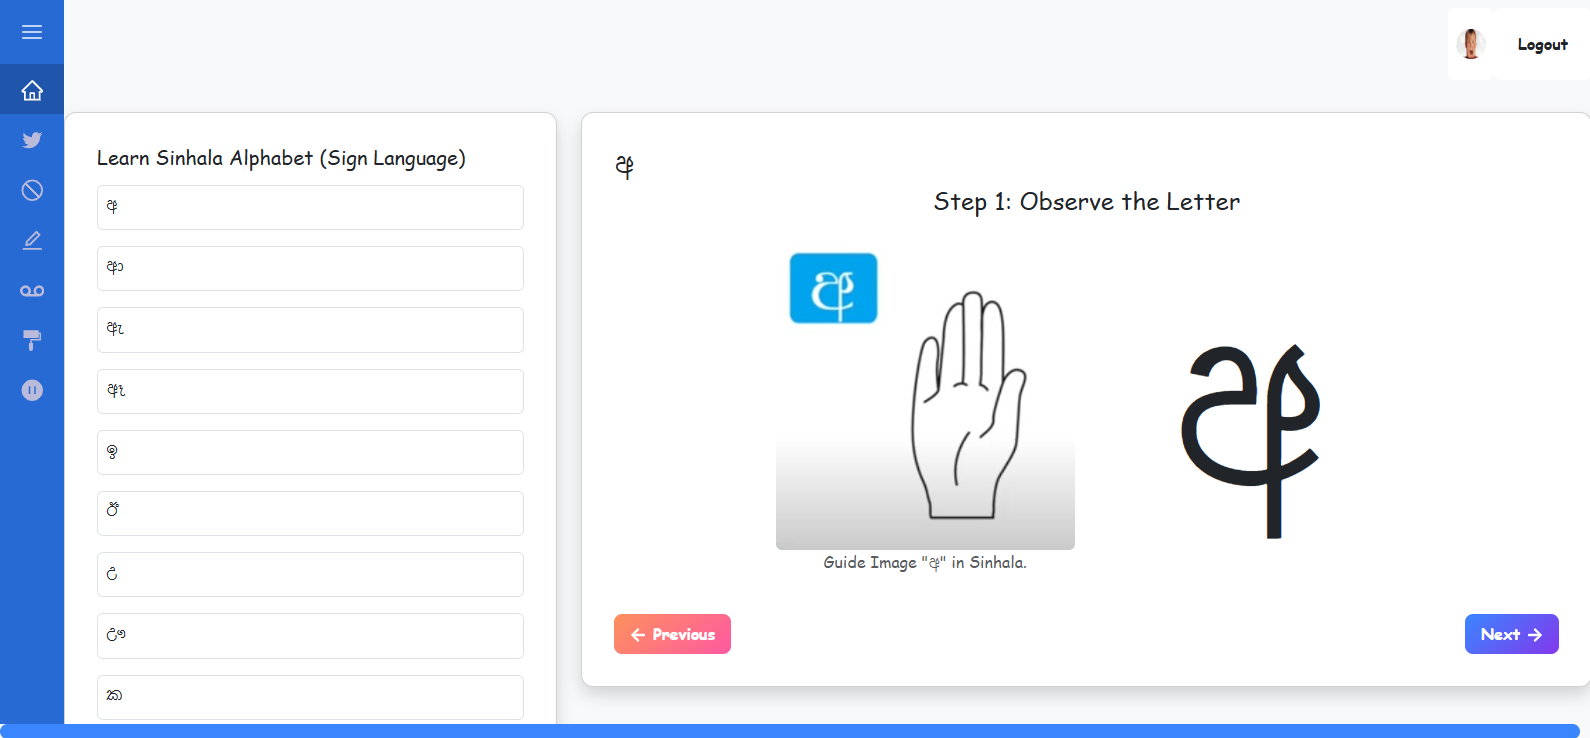 Logout
Learn Sinhala Alphabet (Sign Language)
අ
ආ
ඇ
ඈ
ඉ
ඊ
උ
ඌ
ක
අ
Step 1: Observe the Letter
අ
අ
Guide Image "අ" in Sinhala.
← Previous
Next →